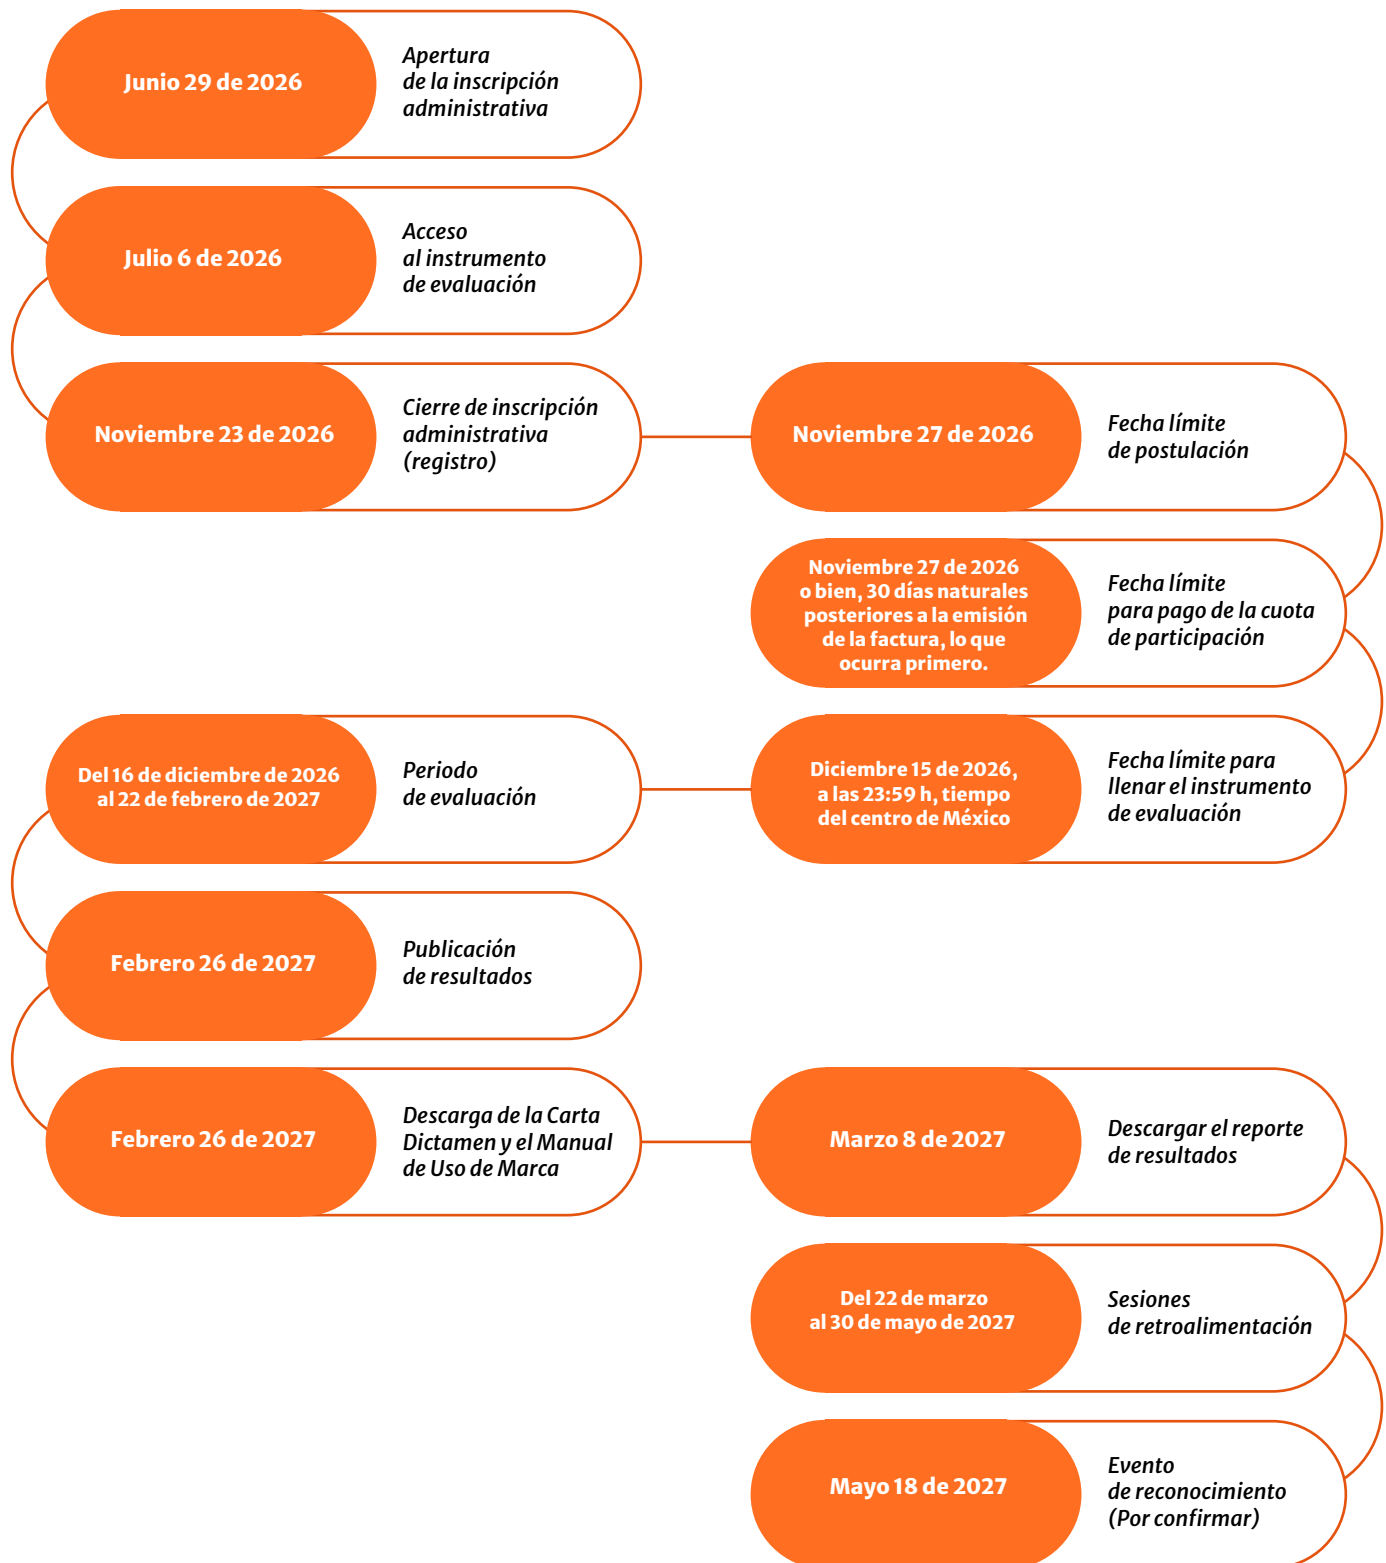 Junio 29 de 2026
Apertura
de la inscripción
administrativa
Julio 6 de 2026
Acceso
al instrumento
de evaluación
Noviembre 23 de 2026
Cierre de inscripción
administrativa
(registro)
Noviembre 27 de 2026
Fecha límite
de postulación
Noviembre 27 de 2026
o bien, 30 días naturales
posteriores a la emisión
de la factura, lo que
ocurra primero.
Fecha límite
para pago de la cuota
de participación
Diciembre 15 de 2026,
a las 23:59 h, tiempo
del centro de México
Fecha límite para
llenar el instrumento
de evaluación
Del 16 de diciembre de 2026
al 22 de febrero de 2027
Periodo
de evaluación
Febrero 26 de 2027
Publicación
de resultados
Febrero 26 de 2027
Descarga de la Carta
Dictamen y el Manual
de Uso de Marca
Marzo 8 de 2027
Descargar el reporte
de resultados
Del 22 de marzo
al 30 de mayo de 2027
Sesiones
de retroalimentación
Mayo 18 de 2027
Evento
de reconocimiento
(Por confirmar)